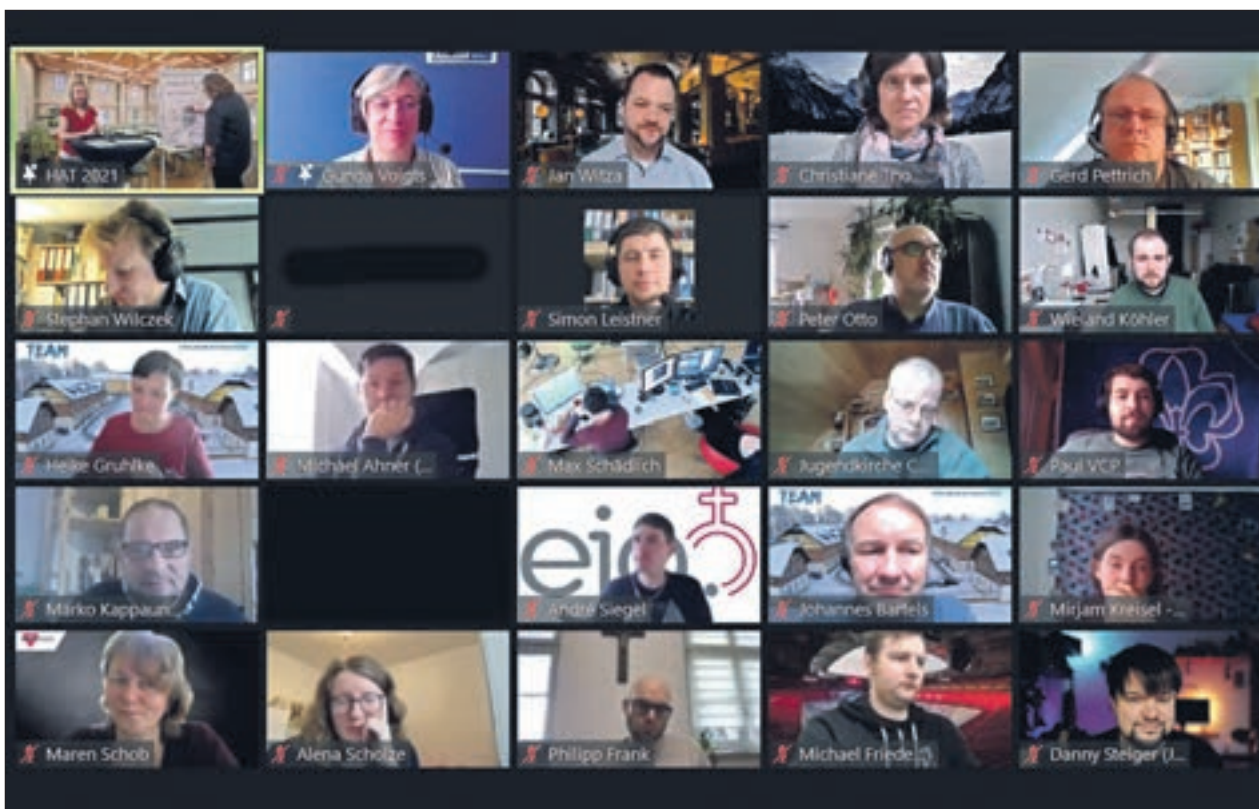 HAT 2021
Gunda Voigts
Jan Witza
Christiane Tho...
Gerd Pettrich
Stephan Wilczek
Simon Leistner
Peter Otto
Wieland Köhler
TEAM
Heike Gruhlke
Michael Ahner (...
Max Schädlich
Jugendkirche C...
Paul VCP
Marko Kappaun
ejo.
André Siegel
TEAM
Johannes Bartels
Mirjam Kreisel -...
Maren Schob
Alena Scholze
Philipp Frank
Michael Friede...
Danny Steiger (J...